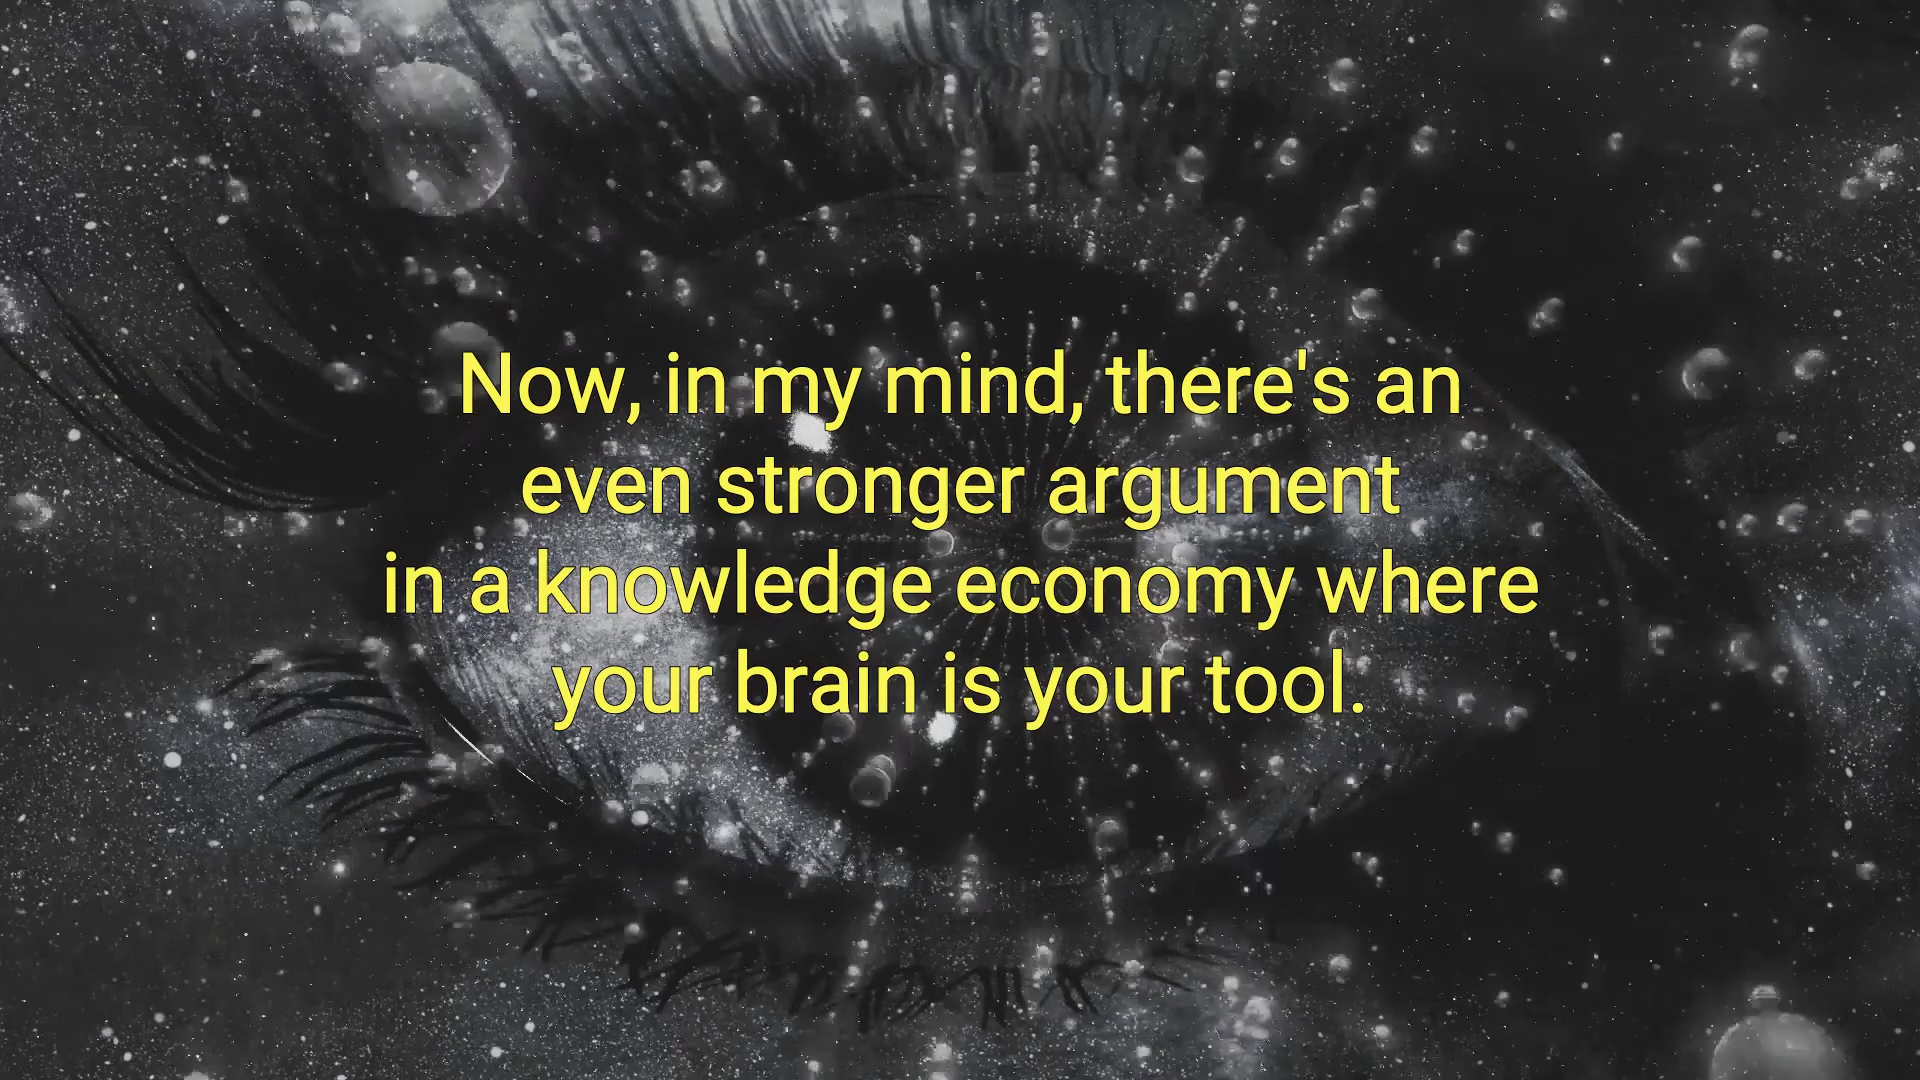 Now, in my mind, there's an
even stronger argument
in a knowledge economy where
your brain is your tool.